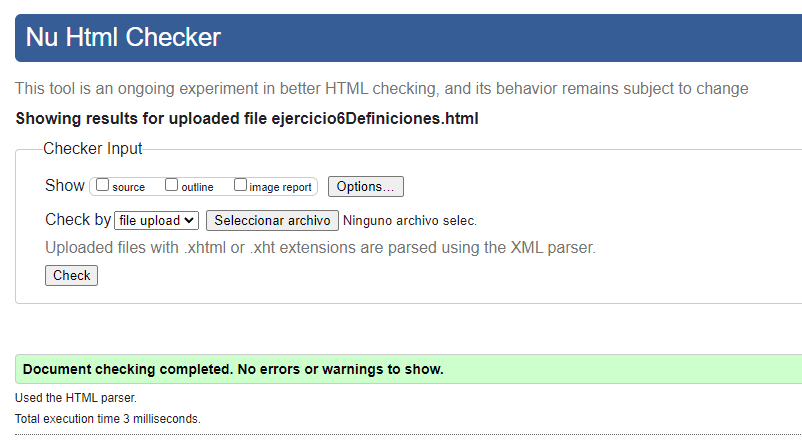 Nu Html Checker
This tool is an ongoing experiment in better HTML checking, and its behavior remains subject to change
Showing results for uploaded file ejercicio6Definiciones.html
Checker Input
Show source outline image report Options...
Check by file upload Seleccionar archivo Ninguno archivo selec.
Uploaded files with .xhtml or .xht extensions are parsed using the XML parser.
Check
Document checking completed. No errors or warnings to show.
Used the HTML parser.
Total execution time 3 milliseconds.